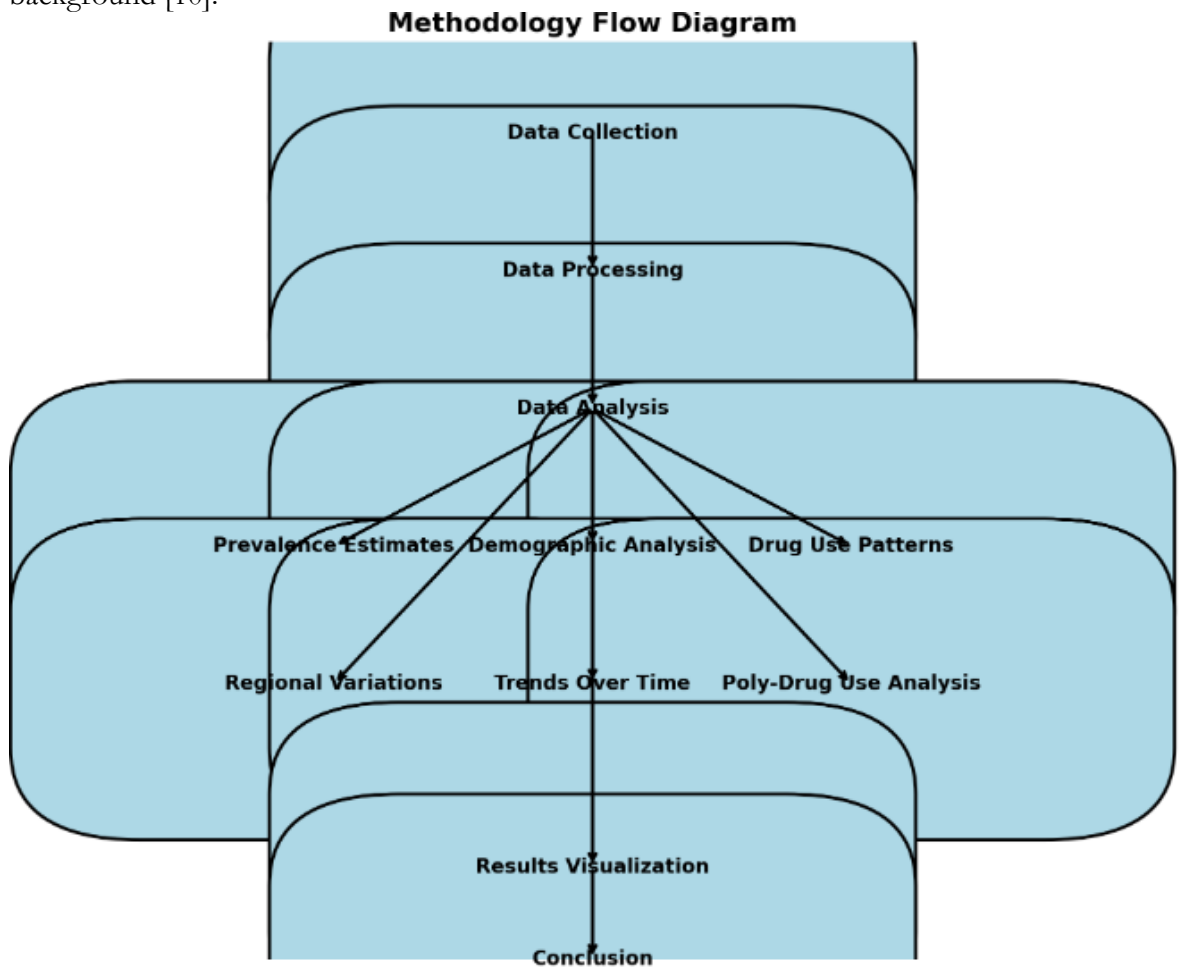 background [10].
Methodology Flow Diagram
Data Collection
Data Processing
Data Analysis
Prevalence Estimates Demographic Analysis Drug Use Patterns
Regional Variations Trends Over Time Poly-Drug Use Analysis
Results Visualization
Conclusion